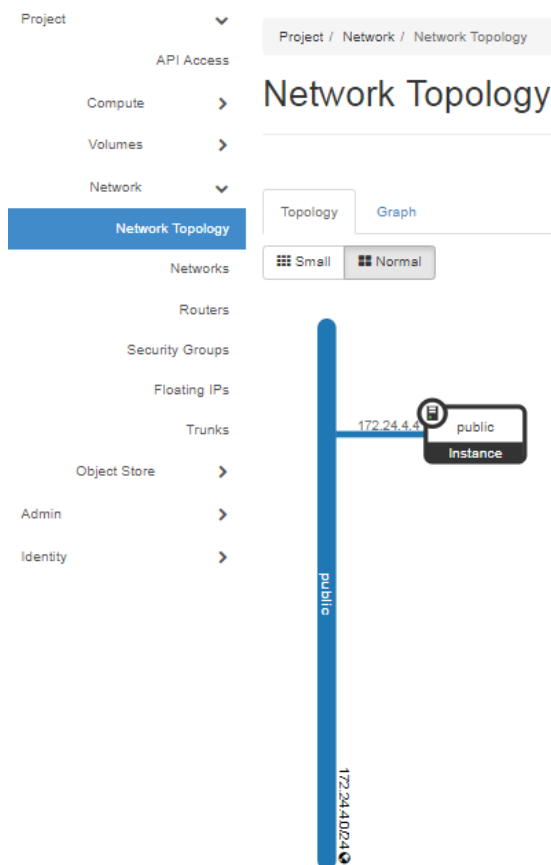 Project
API Access
Compute
Volumes
Network
Network Topology
Networks
Routers
Security Groups
Floating IPs
Trunks
Object Store
Admin
Identity
Project / Network / Network Topology
Network Topology
Topology
Graph
Small
Normal
public
172.24.4.0/24
172.24.4.4
public
Instance